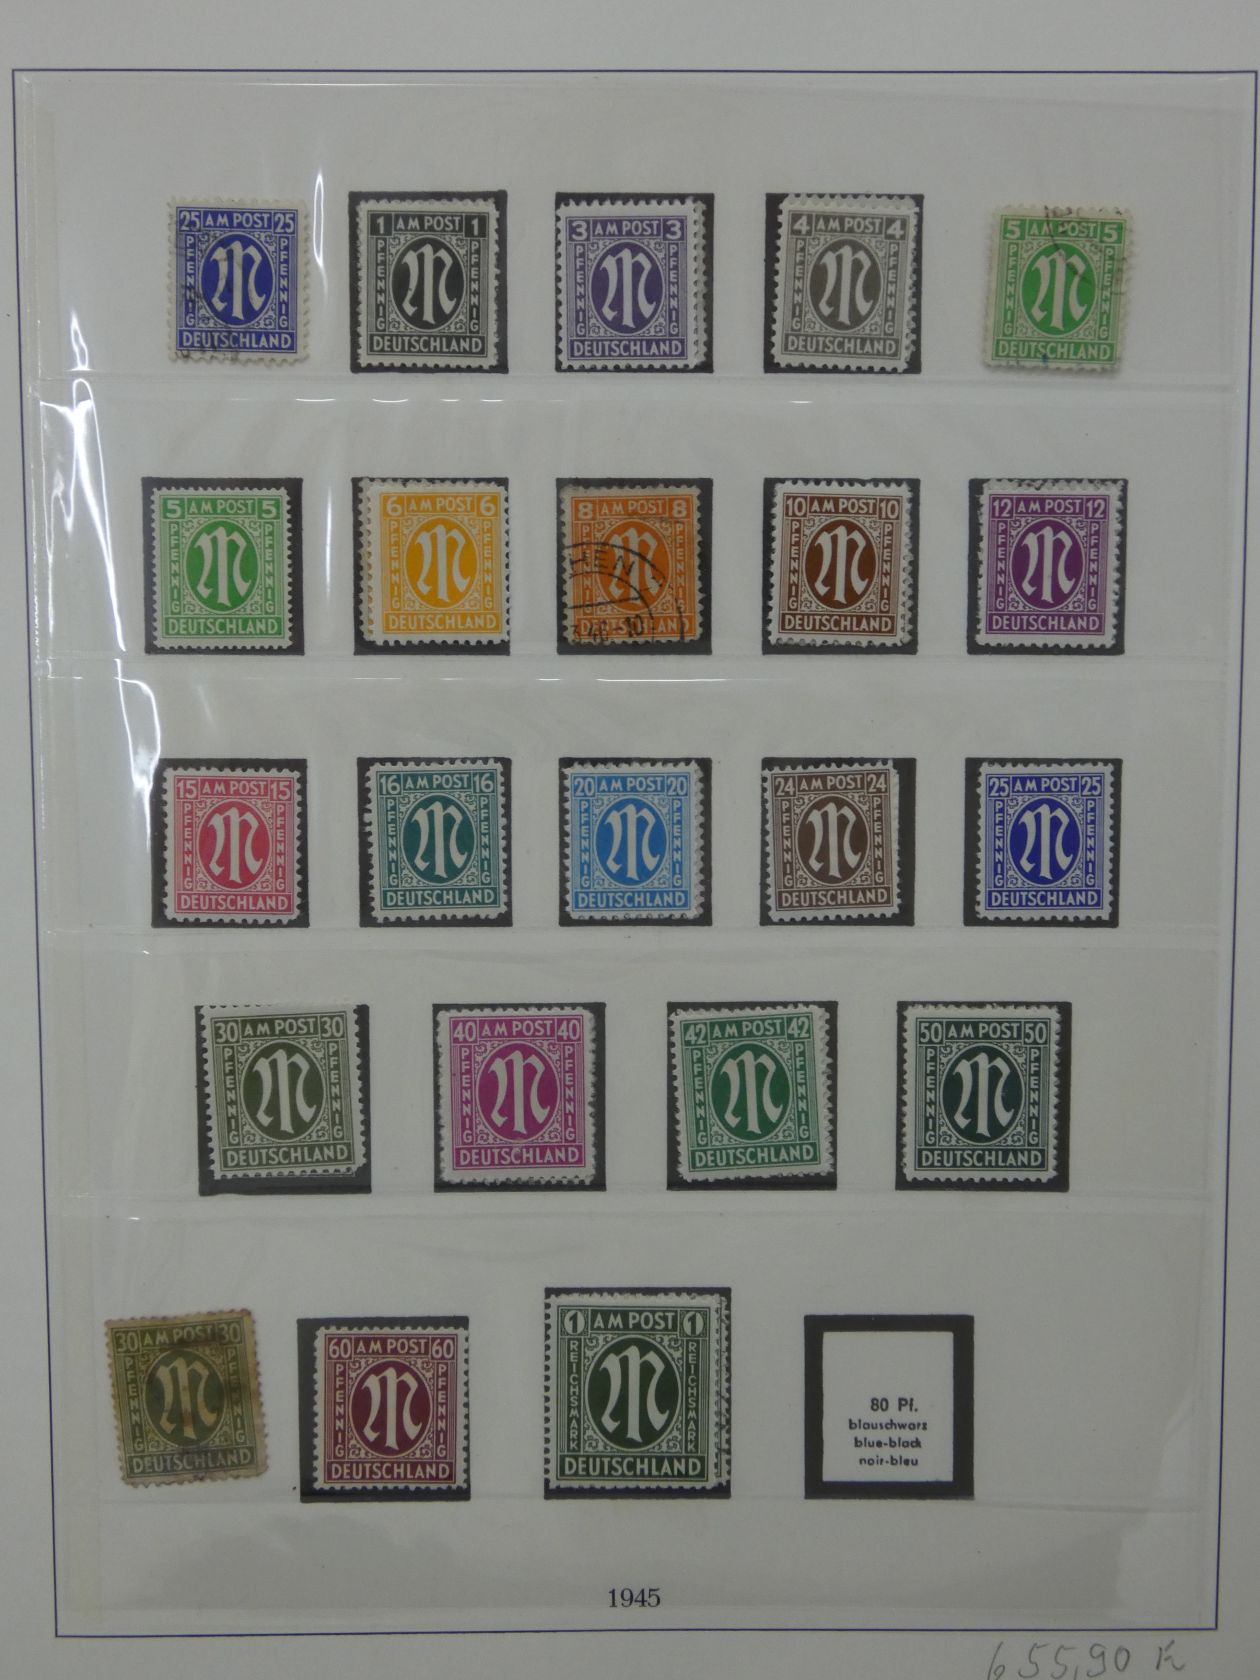 25 AM POST 25
PFENNIG PFENNIG
DEUTSCHLAND
1 AM POST 1
PFENNIG PFENNIG
DEUTSCHLAND
3 AM POST 3
PFENNIG PFENNIG
DEUTSCHLAND
4 AM POST 4
PFENNIG PFENNIG
DEUTSCHLAND
5 AM POST 5
PFENNIG PFENNIG
DEUTSCHLAND
5 AM POST 5
PFENNIG PFENNIG
DEUTSCHLAND
6 AM POST 6
PFENNIG PFENNIG
DEUTSCHLAND
8 AM POST 8
PFENNIG PFENNIG
DEUTSCHLAND
10 AM POST 10
PFENNIG PFENNIG
DEUTSCHLAND
12 AM POST 12
PFENNIG PFENNIG
DEUTSCHLAND
15 AM POST 15
PFENNIG PFENNIG
DEUTSCHLAND
16 AM POST 16
PFENNIG PFENNIG
DEUTSCHLAND
20 AM POST 20
PFENNIG PFENNIG
DEUTSCHLAND
24 AM POST 24
PFENNIG PFENNIG
DEUTSCHLAND
25 AM POST 25
PFENNIG PFENNIG
DEUTSCHLAND
30 AM POST 30
PFENNIG PFENNIG
DEUTSCHLAND
40 AM POST 40
PFENNIG PFENNIG
DEUTSCHLAND
42 AM POST 42
PFENNIG PFENNIG
DEUTSCHLAND
50 AM POST 50
PFENNIG PFENNIG
DEUTSCHLAND
30 AM POST 30
PFENNIG PFENNIG
DEUTSCHLAND
60 AM POST 60
PFENNIG PFENNIG
DEUTSCHLAND
1 AM POST 1
REICHSMARK REICHSMARK
DEUTSCHLAND
80 Pf.
blauschwarz
blue-black
noir-bleu
1945
655,90